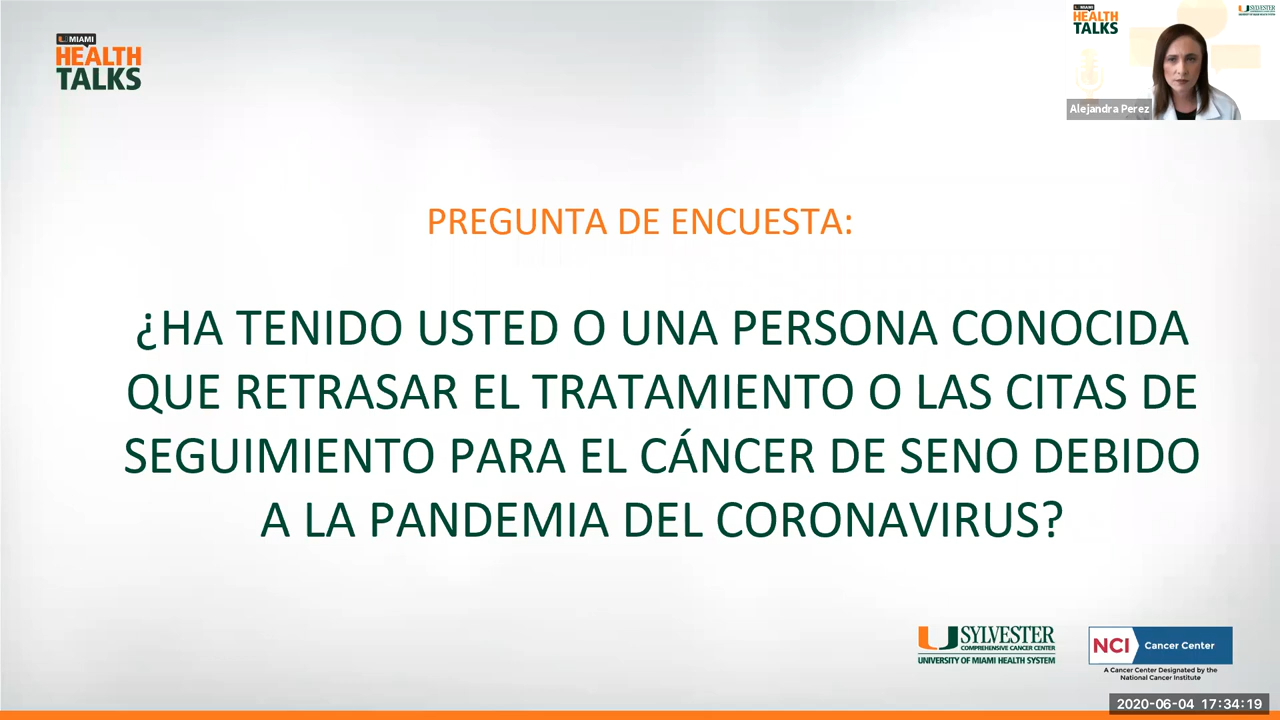 U MIAMI
HEALTH
TALKS
HEALTH
TALKS
SYLVESTER
Alejandra Perez
PREGUNTA DE ENCUESTA:
¿HA TENIDO USTED O UNA PERSONA CONOCIDA
QUE RETRASAR EL TRATAMIENTO O LAS CITAS DE
SEGUIMIENTO PARA EL CÁNCER DE SENO DEBIDO
A LA PANDEMIA DEL CORONAVIRUS?
SYLVESTER
COMPREHENSIVE CANCER CENTER
UNIVERSITY OF MIAMI HEALTH SYSTEM
NCI Cancer Center
A Cancer Center Designated by the
National Cancer Institute
2020-06-04 17:34:19